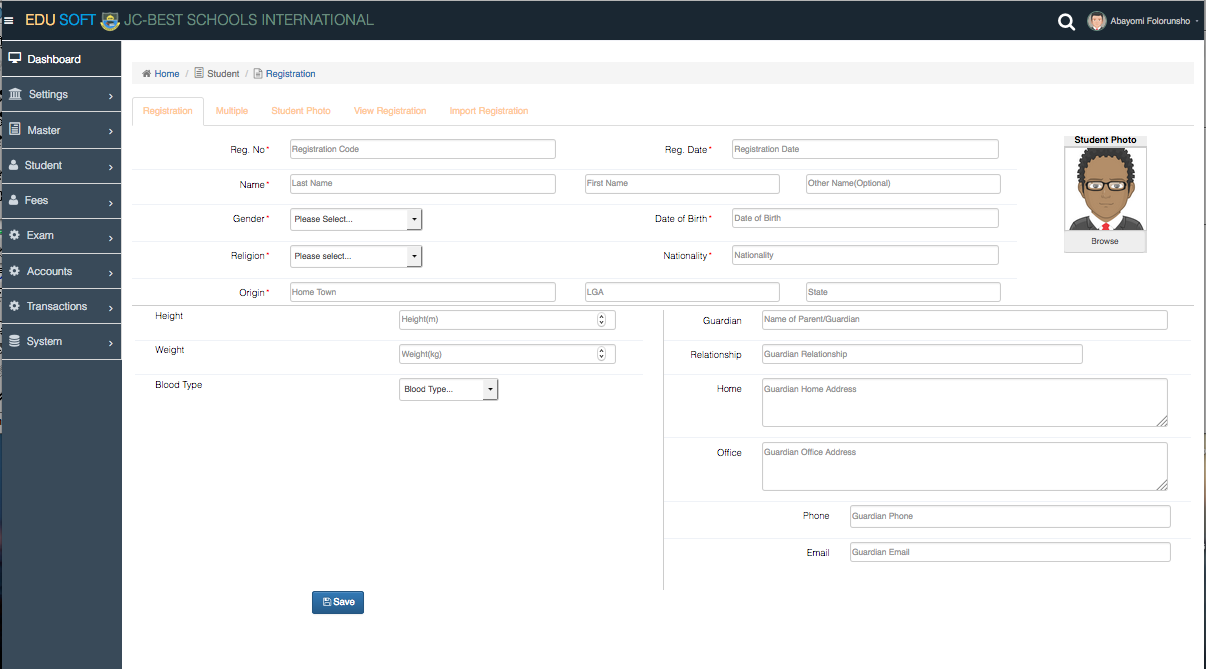 EDU SOFT JC-BEST SCHOOLS INTERNATIONAL Abayomi Folorunsho
Dashboard
Settings
Master
Student
Fees
Exam
Accounts
Transactions
System
Home / Student / Registration
Registration Multiple Student Photo View Registration Import Registration
Reg. No* Registration Code Reg. Date* Registration Date
Name* Last Name First Name Other Name(Optional)
Gender* Please Select... Date of Birth* Date of Birth
Religion* Please select... Nationality* Nationality
Origin* Home Town LGA State
Student Photo
Browse
Height Height(m)
Weight Weight(kg)
Blood Type Blood Type...
Guardian Name of Parent/Guardian
Relationship Guardian Relationship
Home Guardian Home Address
Office Guardian Office Address
Phone Guardian Phone
Email Guardian Email
Save